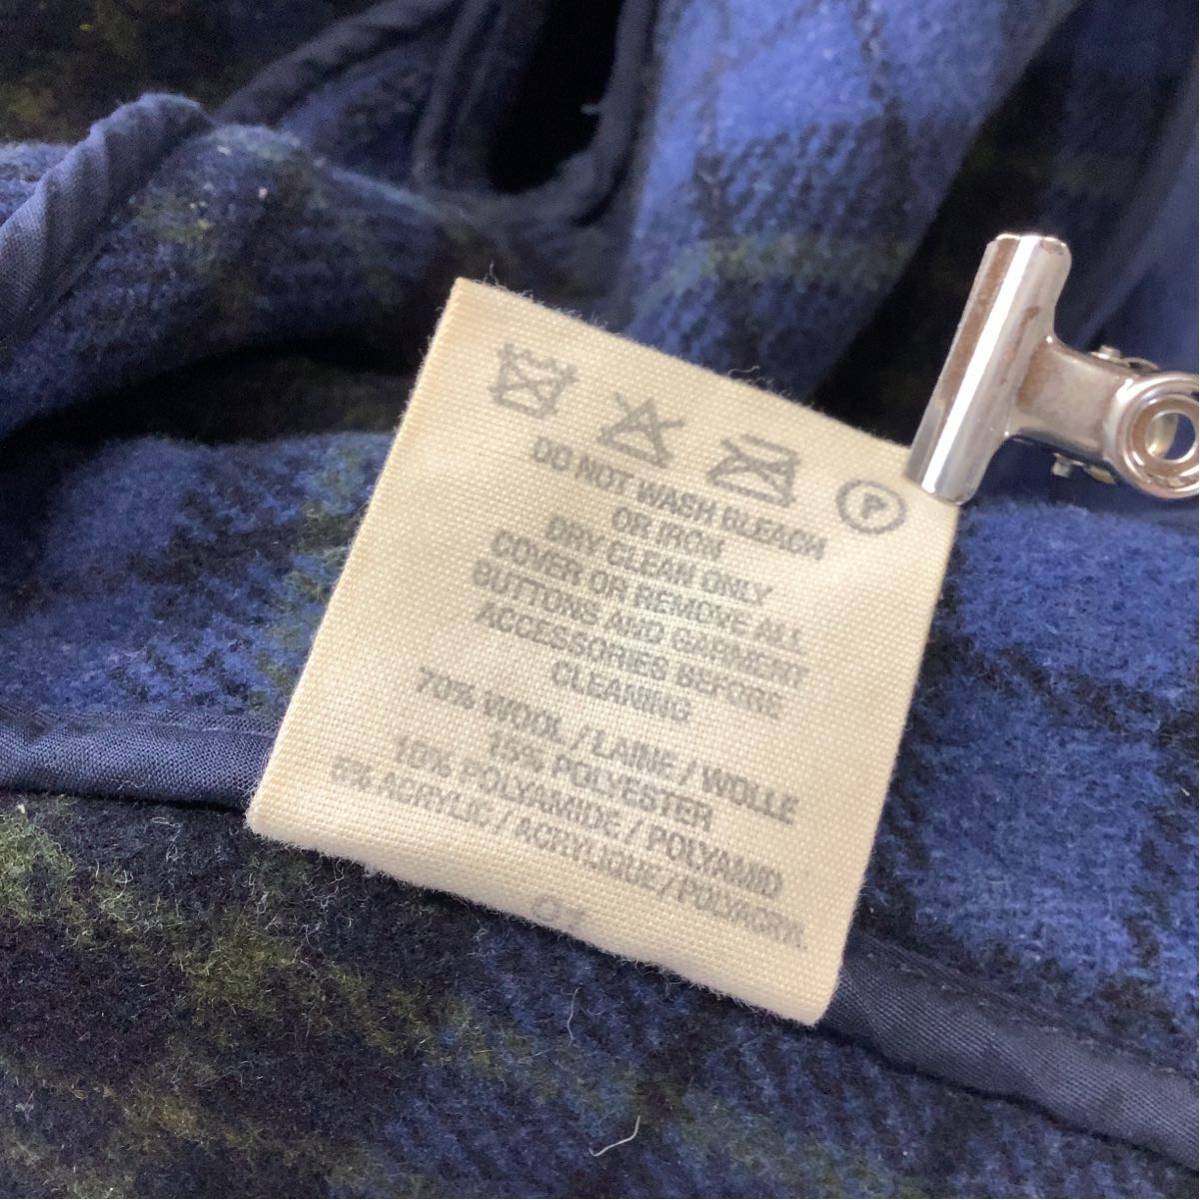 P
DO NOT WASH BLEACH
OR IRON
DRY CLEAN ONLY
COVER OR REMOVE ALL
BUTTONS AND GARMENT
ACCESSORIES BEFORE
CLEANING
70% WOOL / LAINE / WOLLE
15% POLYESTER
10% POLYAMIDE / POLYAMID
5% ACRYLIC / ACRYLIQUE / POLYACRYL.